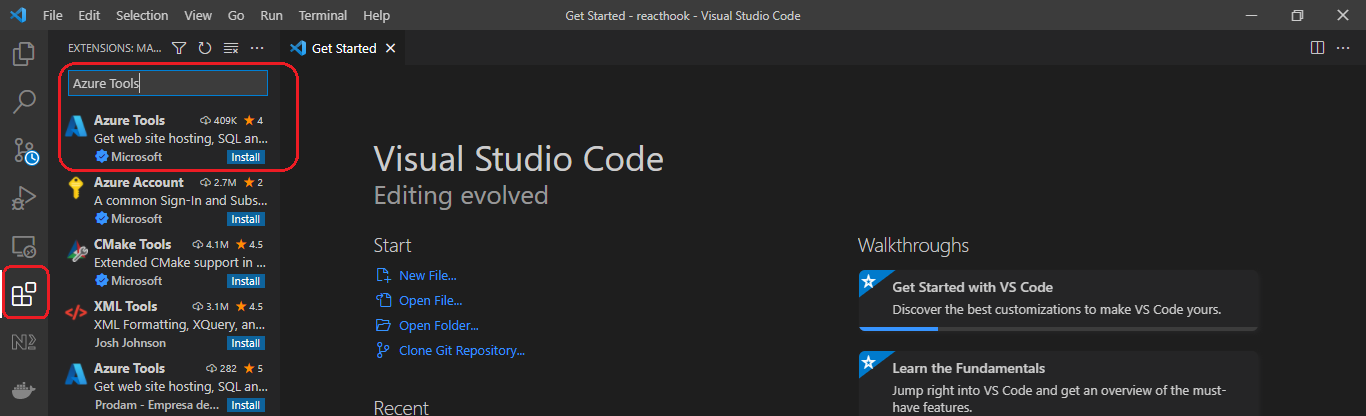 File Edit Selection View Go Run Terminal Help
Get Started - reacthook - Visual Studio Code
EXTENSIONS: MA...
Get Started
Azure Tools
Azure Tools 409K 4
Get web site hosting, SQL an...
Microsoft Install
Azure Account 2.7M 2
A common Sign-In and Subs...
Microsoft Install
CMake Tools 4.1M 4.5
Extended CMake support in ...
Microsoft Install
XML Tools 3.1M 4.5
XML Formatting, XQuery, an...
Josh Johnson Install
Azure Tools 282 5
Get web site hosting, SQL an...
Prodam - Empresa de... Install
Visual Studio Code
Editing evolved
Start
New File...
Open File...
Open Folder...
Clone Git Repository...
Recent
Walkthroughs
Get Started with VS Code
Discover the best customizations to make VS Code yours.
Learn the Fundamentals
Jump right into VS Code and get an overview of the must-
have features.